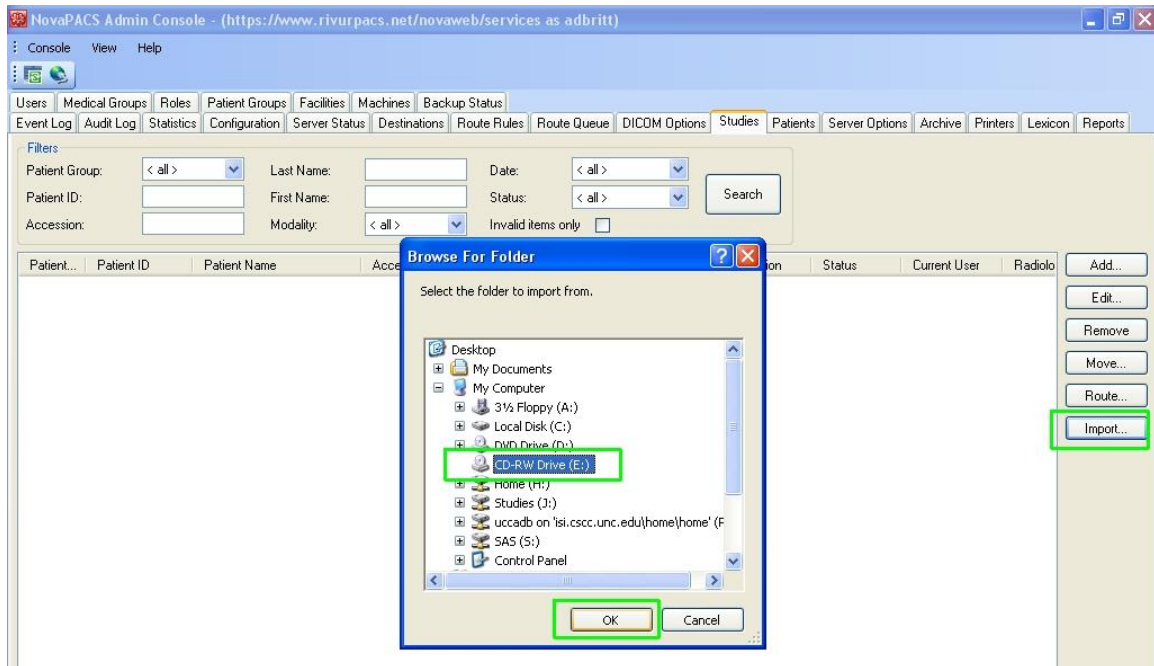 NovaPACS Admin Console - (https://www.rivurpacs.net/novaweb/services as adbritt)
Console View Help
Users Medical Groups Roles Patient Groups Facilities Machines Backup Status
Event Log Audit Log Statistics Configuration Server Status Destinations Route Rules Route Queue DICOM Options Studies Patients Server Options Archive Printers Lexicon Reports
Filters
Patient Group: < all > Last Name: Date: < all >
Patient ID: First Name: Status: < all > Search
Accession: Modality: < all > Invalid items only
Patient... Patient ID Patient Name Acce ion Status Current User Radiolo Add...
Edit...
Remove
Move...
Route...
Import...
Browse For Folder
Select the folder to import from.
Desktop
My Documents
My Computer
3½ Floppy (A:)
Local Disk (C:)
DVD Drive (D:)
CD-RW Drive (E:)
Home (H:)
Studies (J:)
uccadb on 'isi.cscc.unc.edu\home\home' (F
SAS (S:)
Control Panel
OK Cancel